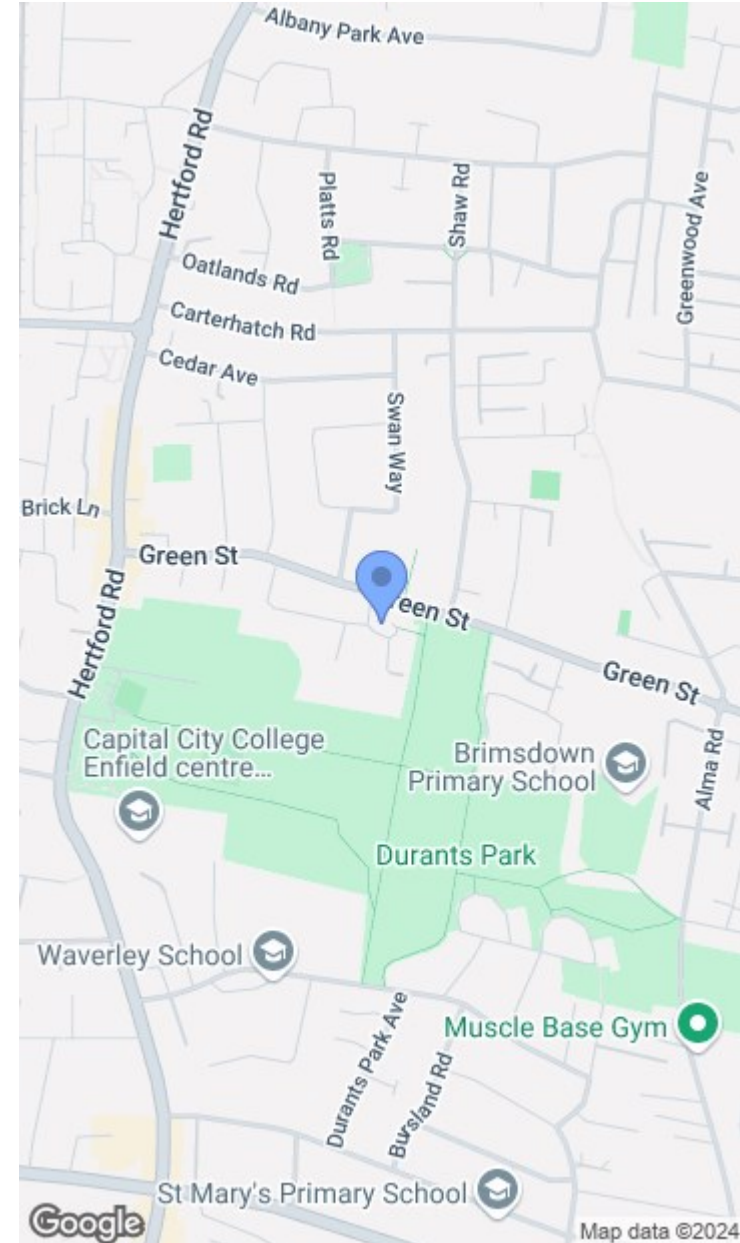 Albany Park Ave
Hertford Rd
Platts Rd
Shaw Rd
Greenwood Ave
Oatlands Rd
Carterhatch Rd
Cedar Ave
Swan Way
Brick Ln
Green St
reen St
Hertford Rd
Green St
Capital City College
Enfield centre...
Brimsdown
Primary School
Alma Rd
Durants Park
Waverley School
Muscle Base Gym
Durants Park Ave
Bursland Rd
St Mary's Primary School
Google
Map data ©2024